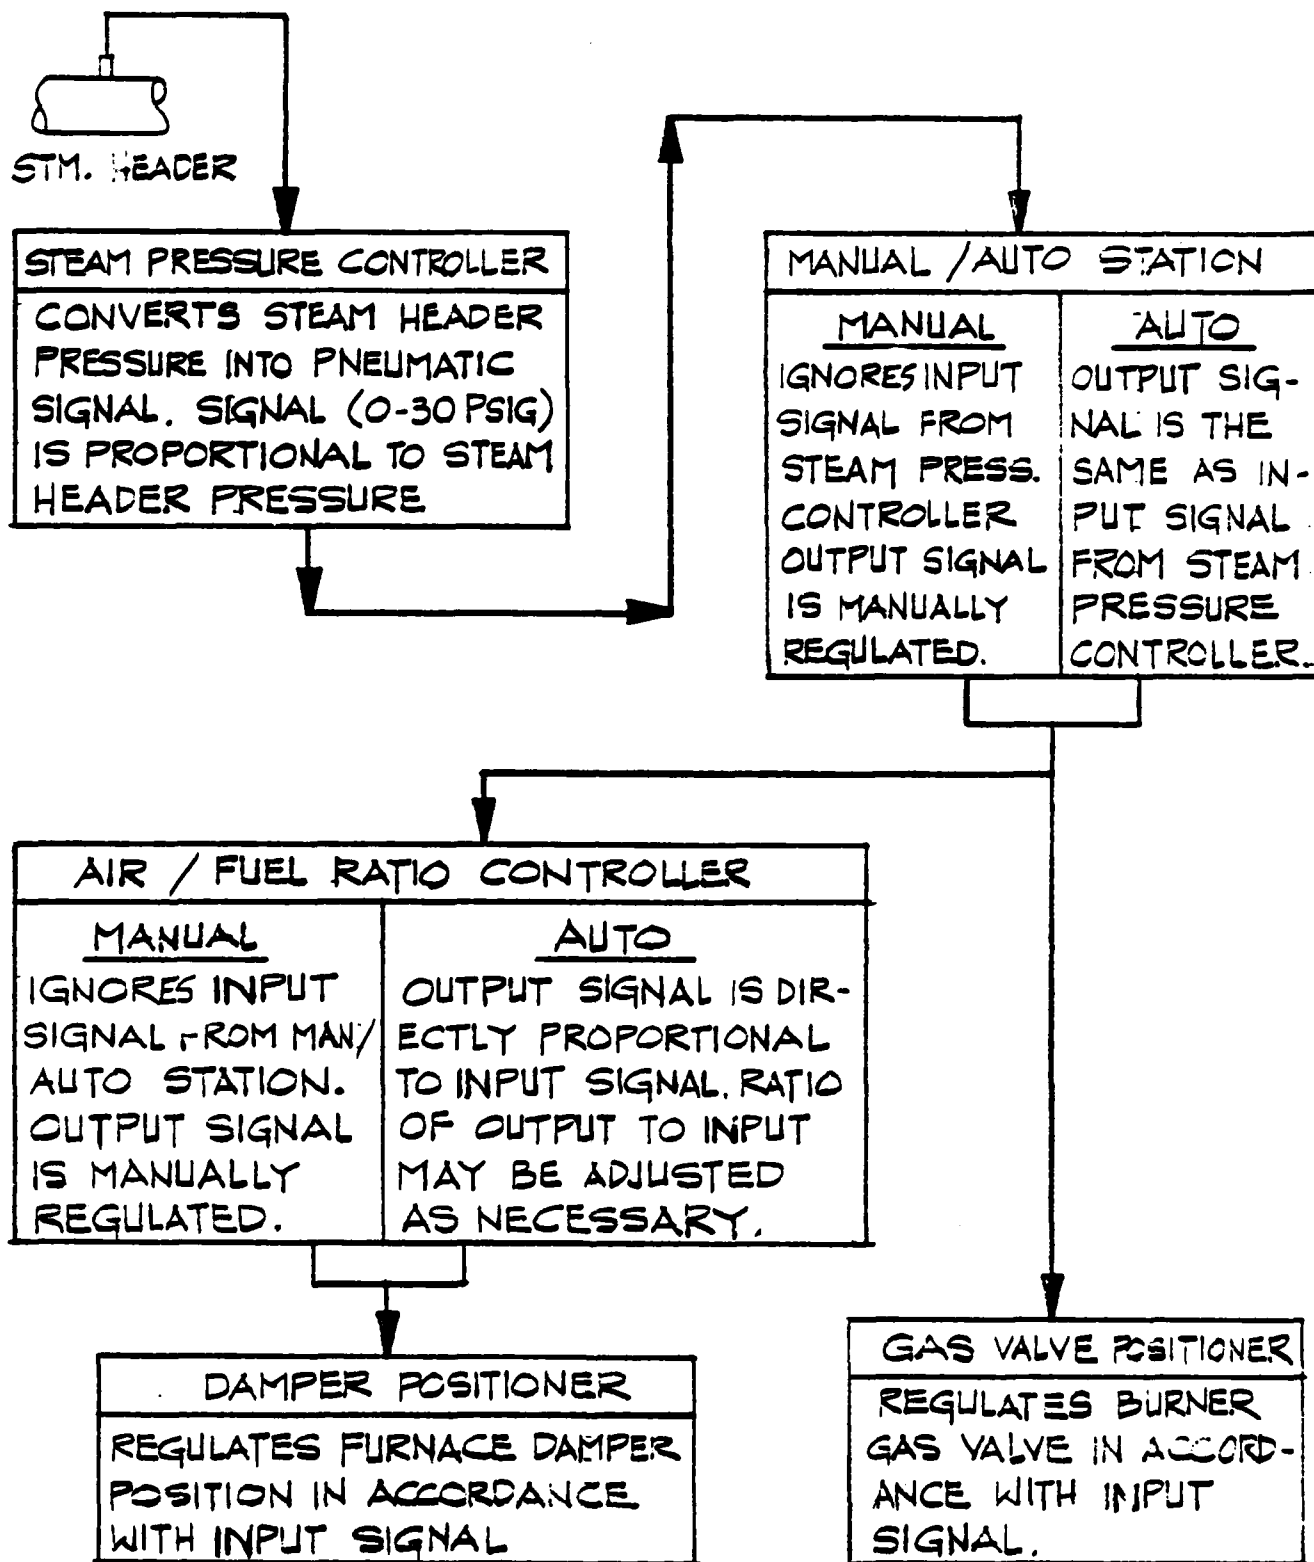 STM. HEADER
STEAM PRESSURE CONTROLLER
CONVERTS STEAM HEADER
PRESSURE INTO PNEUMATIC
SIGNAL. SIGNAL (0-30 PSIG)
IS PROPORTIONAL TO STEAM
HEADER PRESSURE
MANUAL / AUTO STATION
MANUAL
IGNORES INPUT
SIGNAL FROM
STEAM PRESS.
CONTROLLER
OUTPUT SIGNAL
IS MANUALLY
REGULATED.
AUTO
OUTPUT SIG-
NAL IS THE
SAME AS IN-
PUT SIGNAL
FROM STEAM
PRESSURE
CONTROLLER.
AIR / FUEL RATIO CONTROLLER
MANUAL
IGNORES INPUT
SIGNAL FROM MAN/
AUTO STATION.
OUTPUT SIGNAL
IS MANUALLY
REGULATED.
AUTO
OUTPUT SIGNAL IS DIR-
ECTLY PROPORTIONAL
TO INPUT SIGNAL. RATIO
OF OUTPUT TO INPUT
MAY BE ADJUSTED
AS NECESSARY.
DAMPER POSITIONER
REGULATES FURNACE DAMPER
POSITION IN ACCORDANCE
WITH INPUT SIGNAL
GAS VALVE POSITIONER
REGULATES BURNER
GAS VALVE IN ACCORD-
ANCE WITH INPUT
SIGNAL.